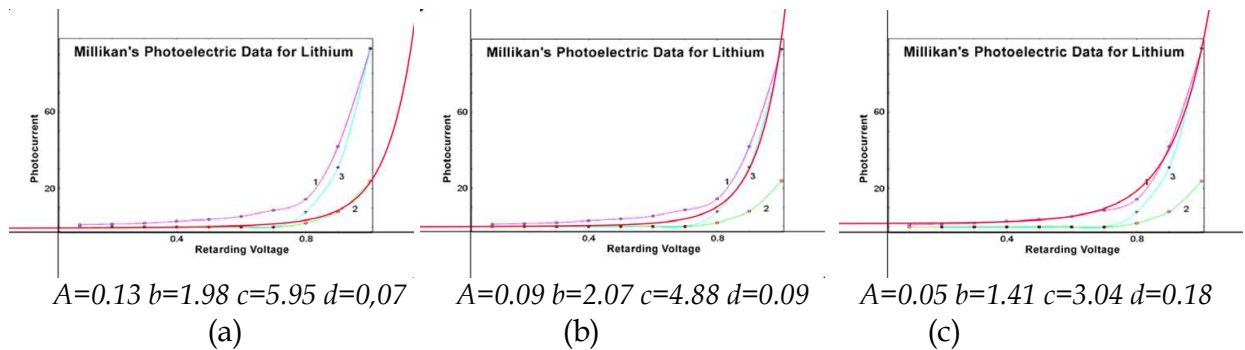 Millikan's Photoelectric Data for Lithium
60
20
1
3
2
0.4
0.8
Photocurrent
Retarding Voltage
A=0.13 b=1.98 c=5.95 d=0,07
(a)
Millikan's Photoelectric Data for Lithium
60
20
1
3
2
0.4
0.8
Photocurrent
Retarding Voltage
A=0.09 b=2.07 c=4.88 d=0.09
(b)
Millikan's Photoelectric Data for Lithium
60
20
1
3
2
0.4
0.8
Photocurrent
Retarding Voltage
A=0.05 b=1.41 c=3.04 d=0.18
(c)